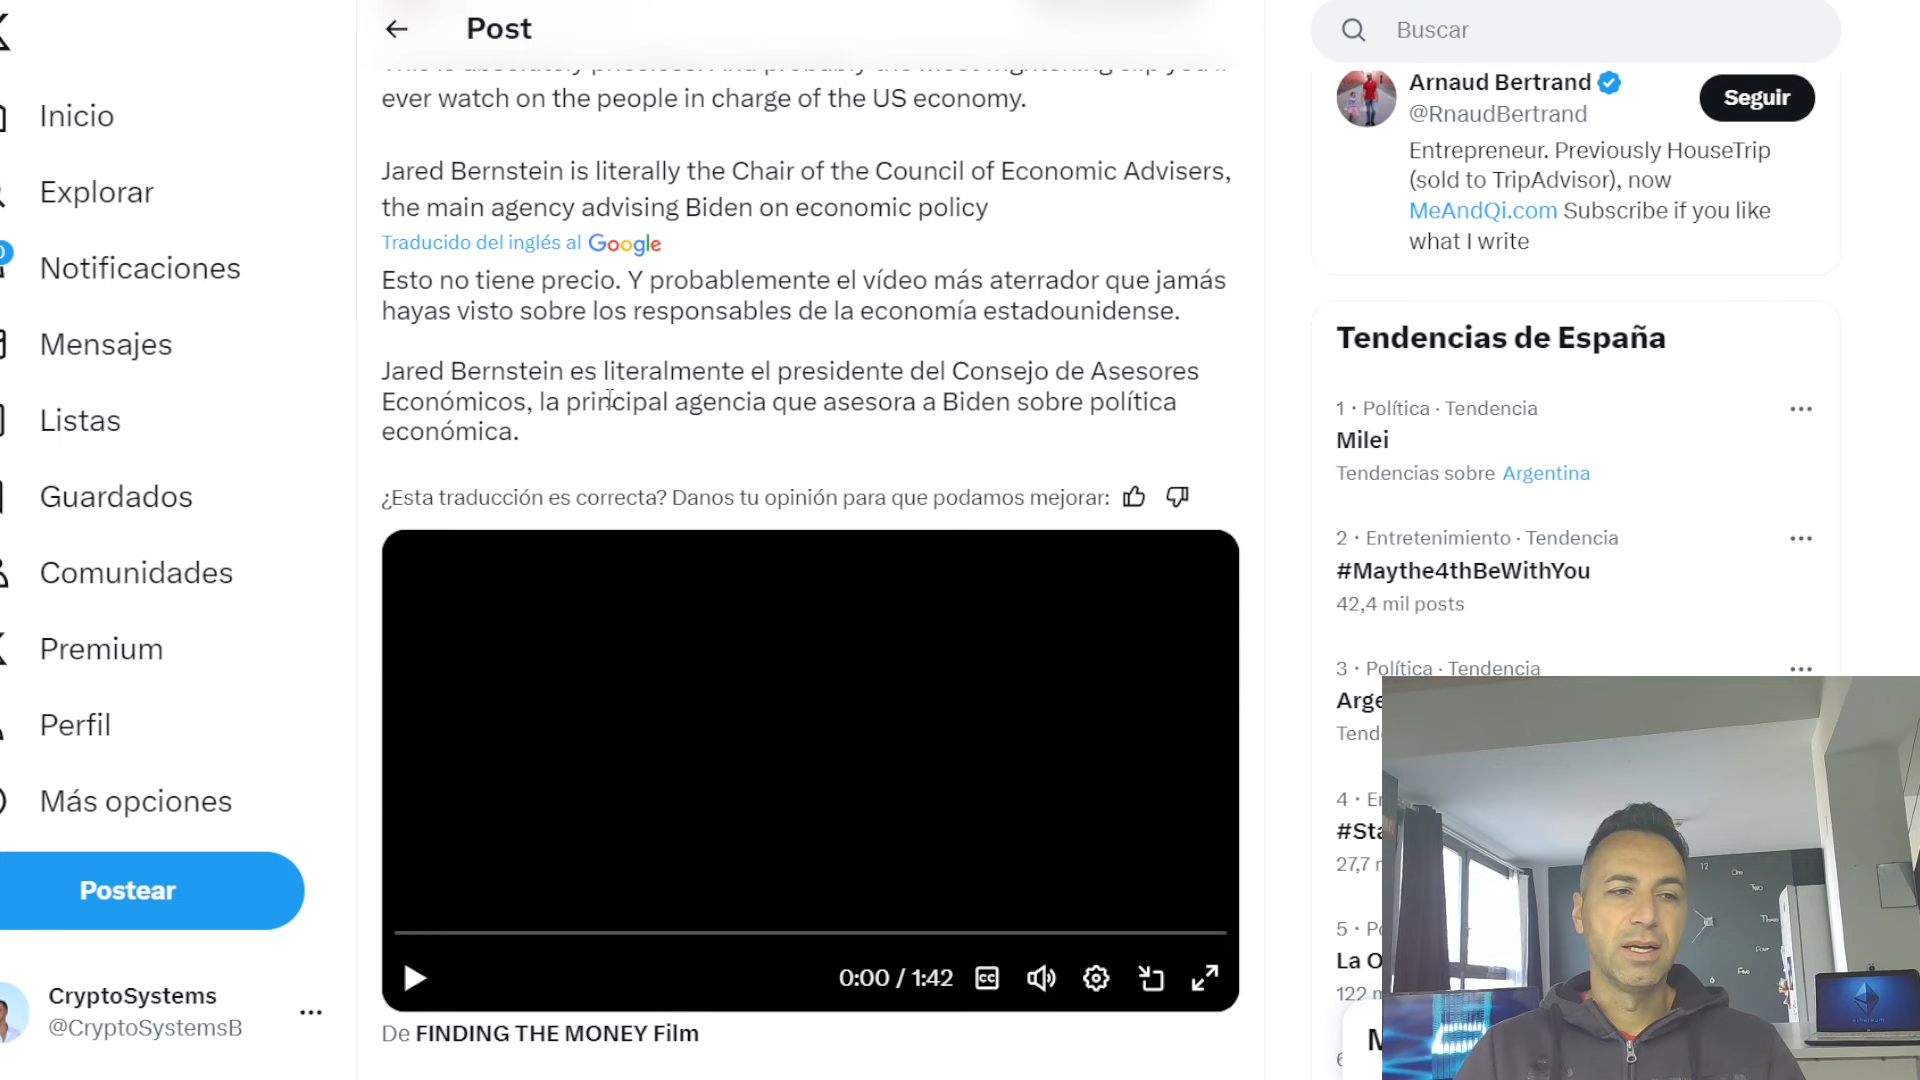 Post
ever watch on the people in charge of the US economy.
Jared Bernstein is literally the Chair of the Council of Economic Advisers,
the main agency advising Biden on economic policy
Traducido del inglés al Google
Esto no tiene precio. Y probablemente el vídeo más aterrador que jamás
hayas visto sobre los responsables de la economía estadounidense.
Jared Bernstein es literalmente el presidente del Consejo de Asesores
Económicos, la principal agencia que asesora a Biden sobre política
económica.
¿Esta traducción es correcta? Danos tu opinión para que podamos mejorar:
0:00 / 1:42
De FINDING THE MONEY Film
Inicio
Explorar
Notificaciones
Mensajes
Listas
Guardados
Comunidades
Premium
Perfil
Más opciones
Postear
CryptoSystems
@CryptoSystemsB
Buscar
Arnaud Bertrand
@RnaudBertrand
Seguir
Entrepreneur. Previously HouseTrip
(sold to TripAdvisor), now
MeAndQi.com Subscribe if you like
what I write
Tendencias de España
1 · Política · Tendencia
Milei
Tendencias sobre Argentina
2 · Entretenimiento · Tendencia
#Maythe4thBeWithYou
42,4 mil posts
3 · Política · Tendencia
4 ·
5 ·
La
122